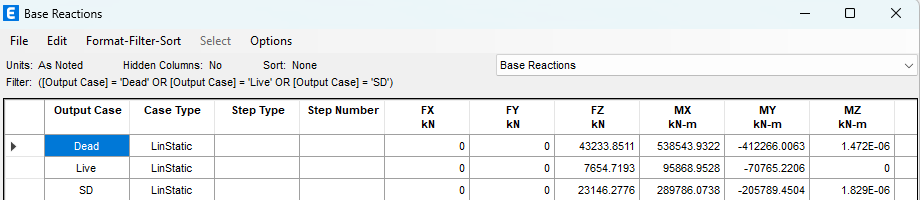 E Base Reactions
File Edit Format-Filter-Sort Select Options
Units: As Noted Hidden Columns: No Sort: None Base Reactions
Filter: ([Output Case] = 'Dead' OR [Output Case] = 'Live' OR [Output Case] = 'SD')
Output Case Case Type Step Type Step Number FX FY FZ MX MY MZ
kN kN kN kN-m kN-m kN-m
Dead LinStatic 0 0 43233.8511 538543.9322 -412266.0063 1.472E-06
Live LinStatic 0 0 7654.7193 95868.9528 -70765.2206 0
SD LinStatic 0 0 23146.2776 289786.0738 -205789.4504 1.829E-06